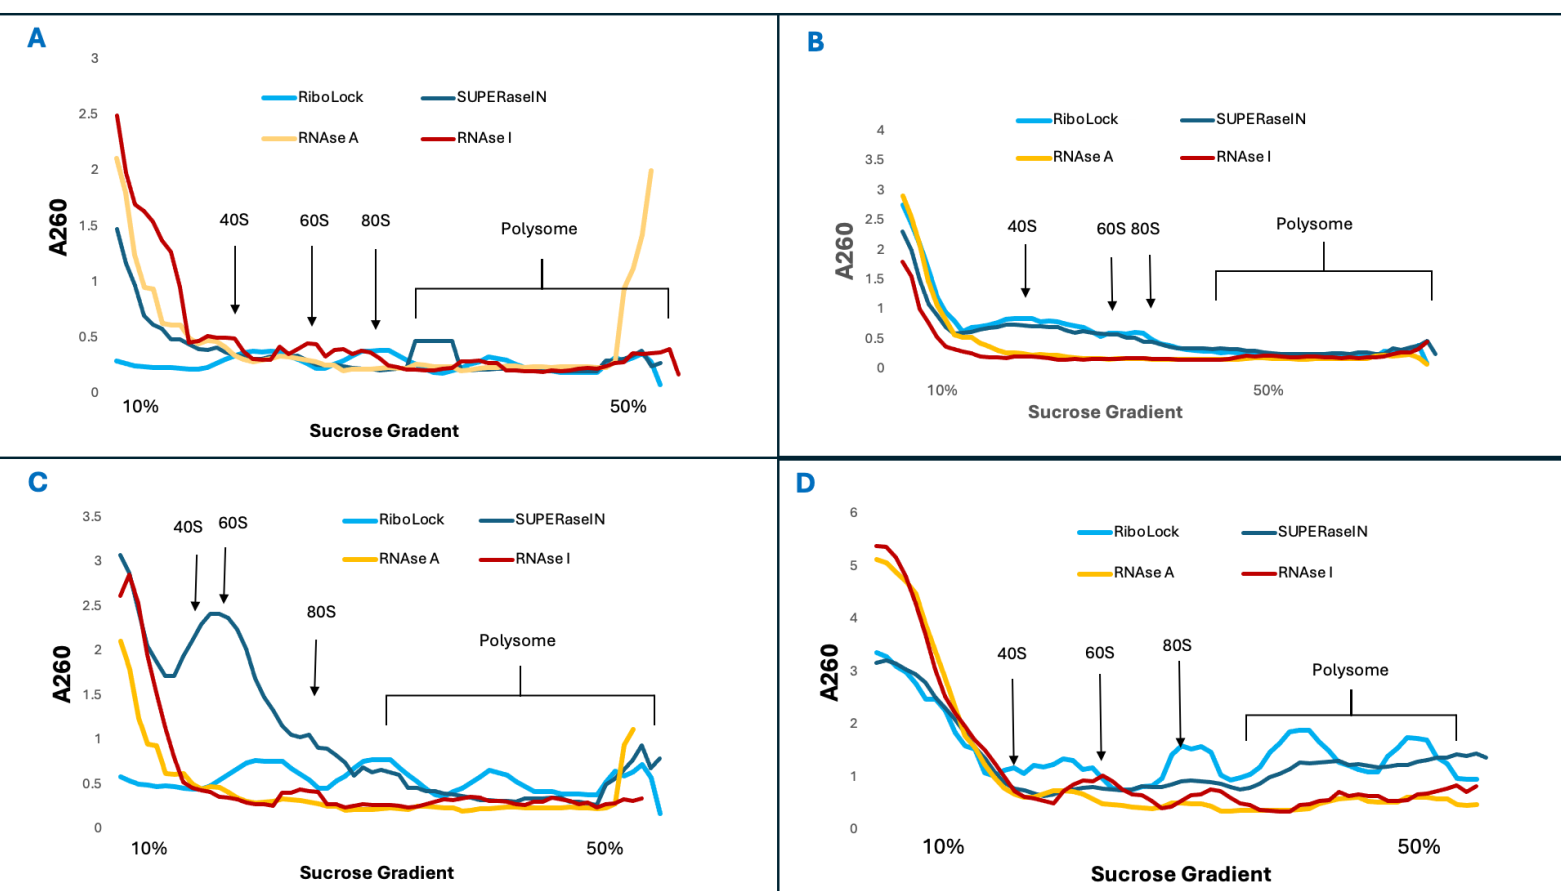 A
3
2.5
2
1.5
1
0.5
0
A260
RiboLock
SUPERaseIN
RNAse A
RNAse I
40S
60S
80S
Polysome
10%
50%
Sucrose Gradent
B
4
3.5
3
2.5
2
1.5
1
0.5
0
A260
RiboLock
SUPERaseIN
RNAse A
RNAse I
40S
60S 80S
Polysome
10%
50%
Sucrose Gradient
C
3.5
3
2.5
2
1.5
1
0.5
0
A260
40S
60S
RiboLock
SUPERaseIN
RNAse A
RNAse I
80S
Polysome
10%
50%
Sucrose Gradient
D
6
5
4
3
2
1
0
A260
RiboLock
SUPERaseIN
RNAse A
RNAse I
40S
60S
80S
Polysome
10%
50%
Sucrose Gradient